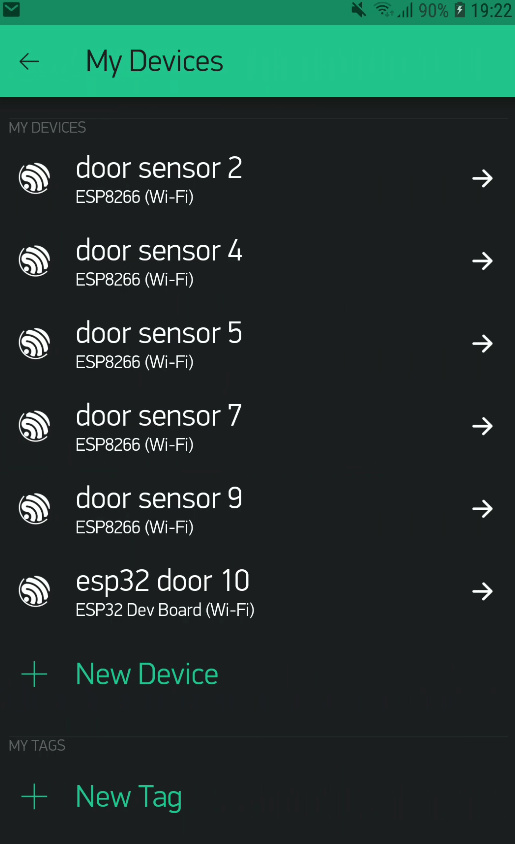 90% 19:22
My Devices
MY DEVICES
door sensor 2
ESP8266 (Wi-Fi)
door sensor 4
ESP8266 (Wi-Fi)
door sensor 5
ESP8266 (Wi-Fi)
door sensor 7
ESP8266 (Wi-Fi)
door sensor 9
ESP8266 (Wi-Fi)
esp32 door 10
ESP32 Dev Board (Wi-Fi)
New Device
MY TAGS
New Tag